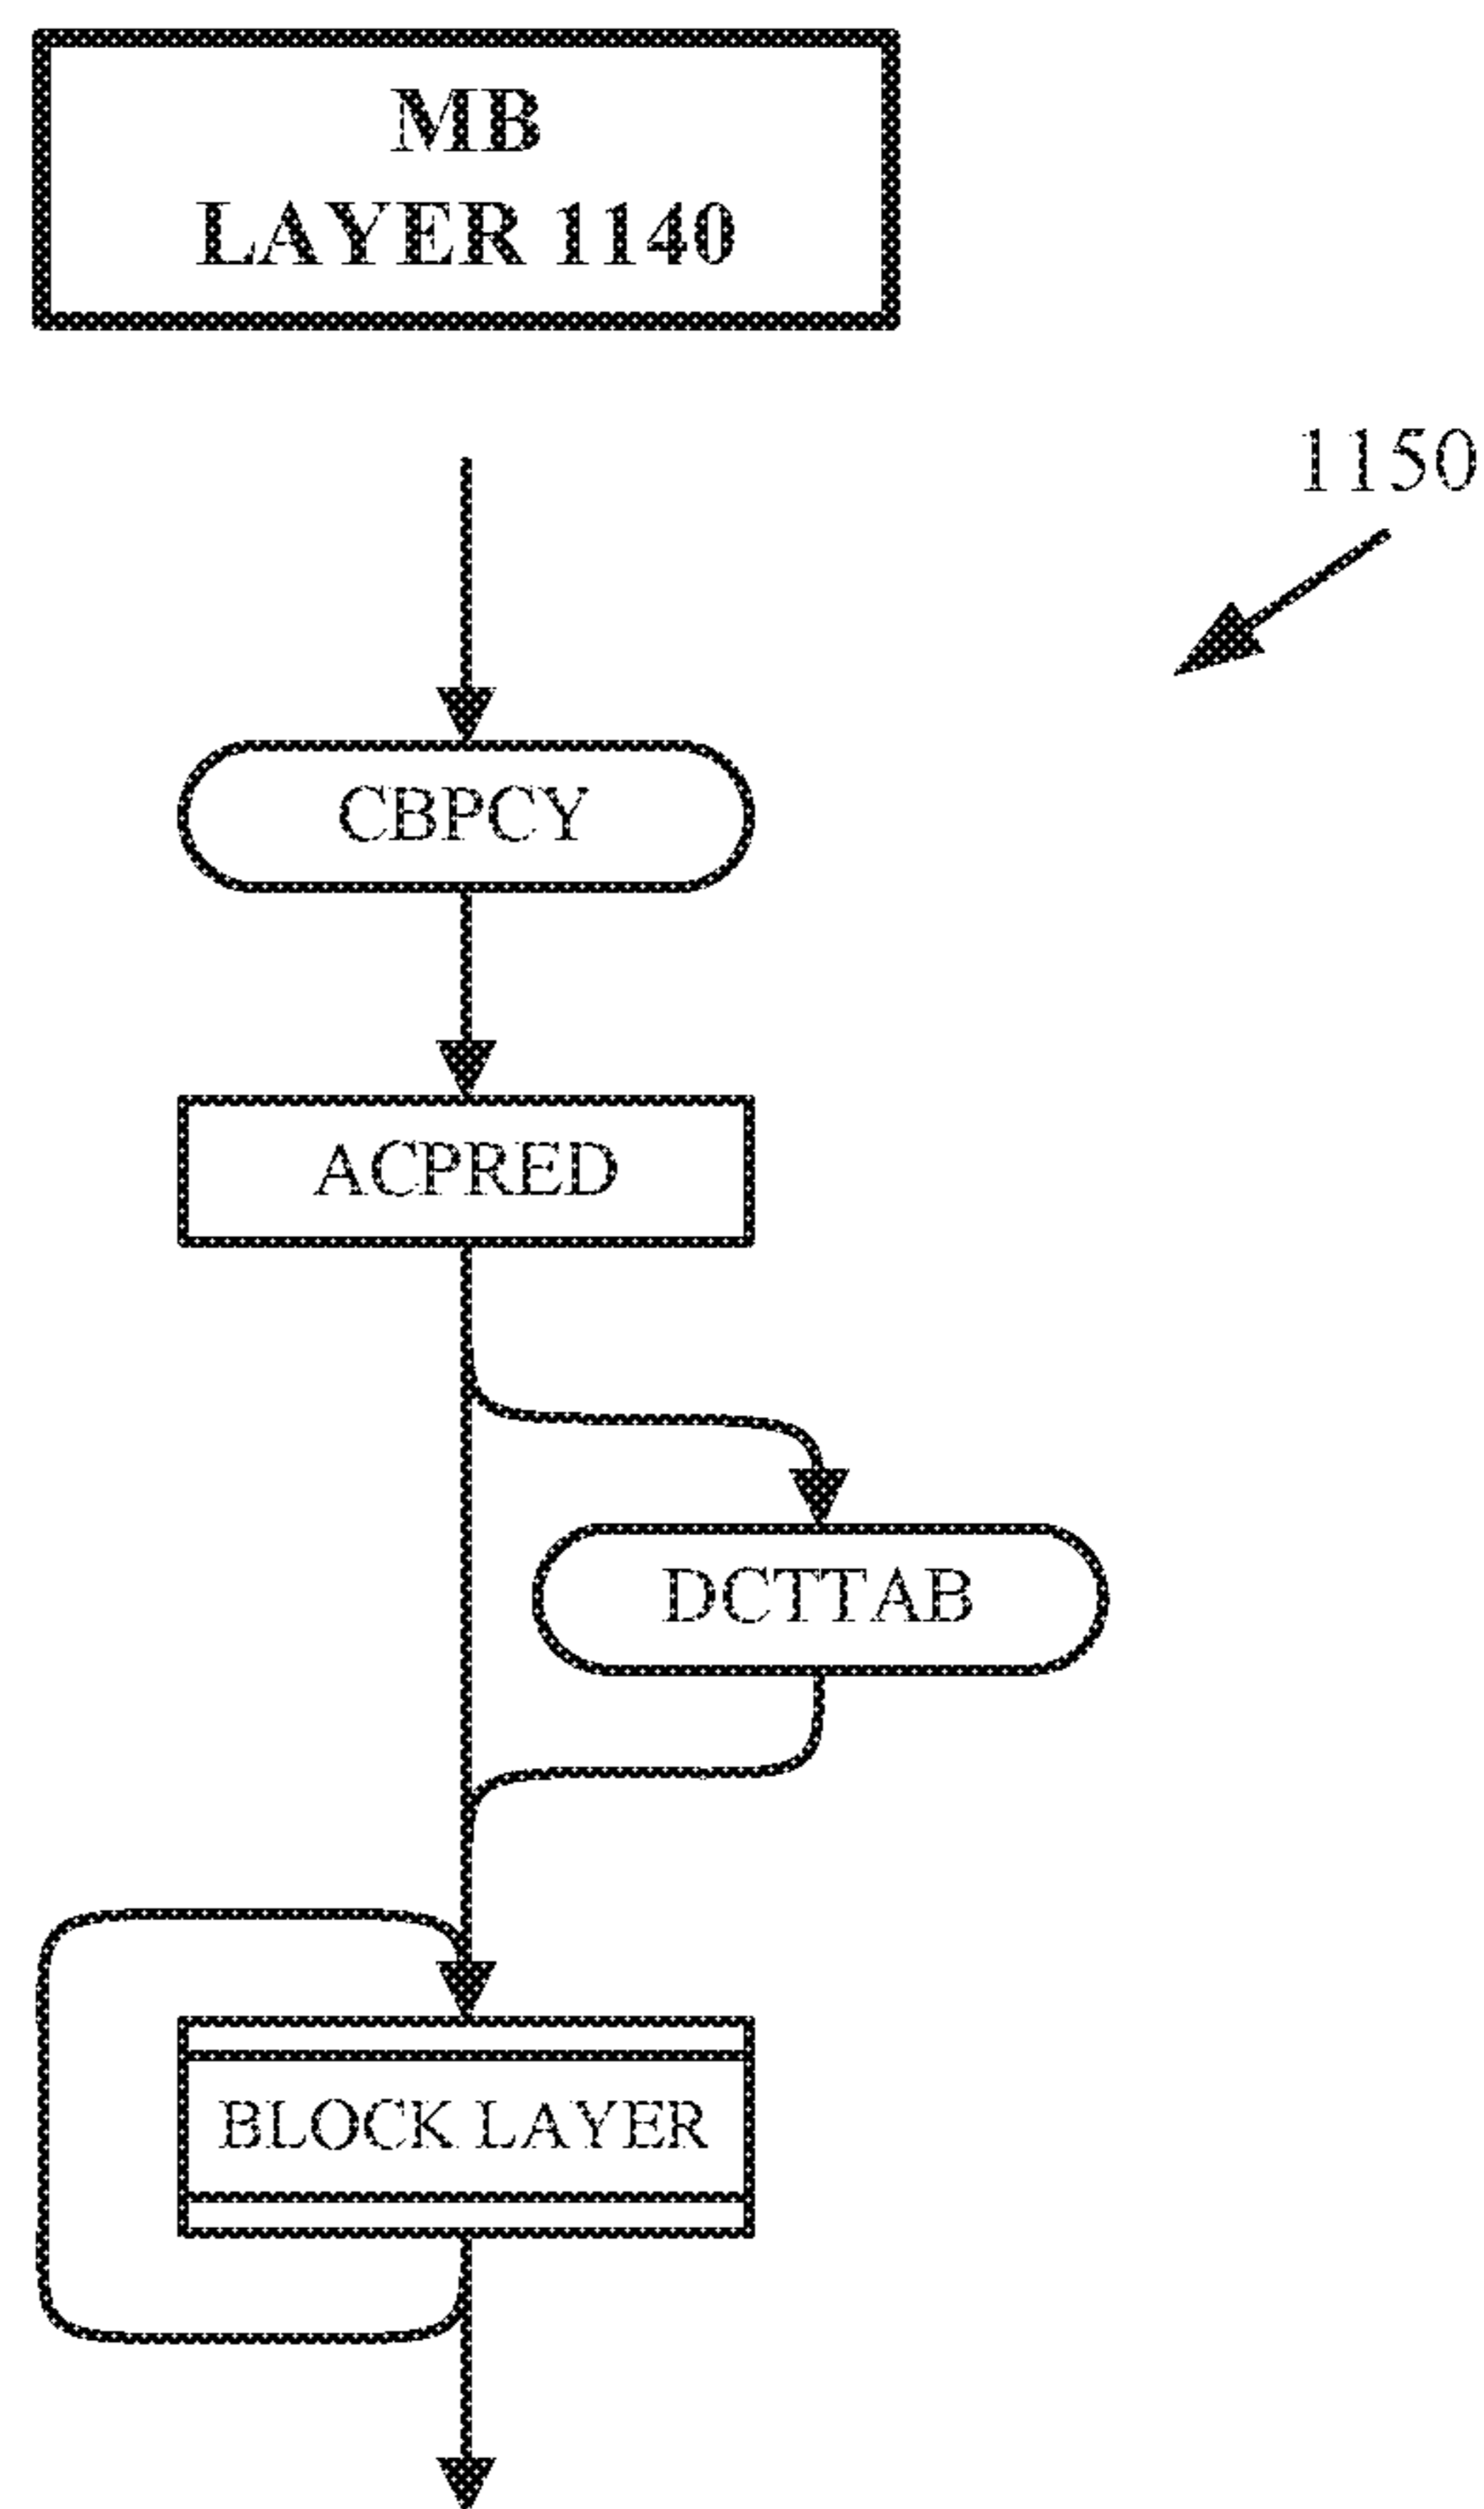 MB
LAYER 1140
1150
CBPCY
ACPRED
DCTTAB
BLOCK LAYER